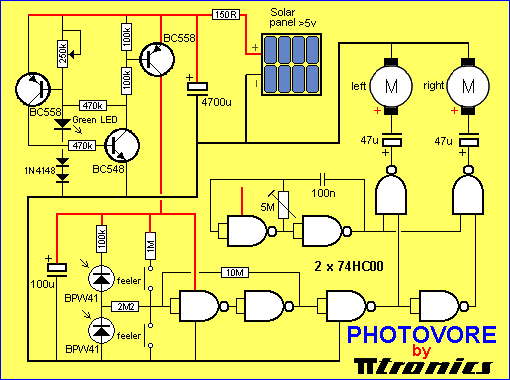 150R
Solar
panel >5v
+
250k
100k
BC558
+
M
M
left
right
+
+
BC558
100k
470k
4700u
Green LED
470k
47u
+
47u
+
1N4148
BC548
100n
5M
+
100k
1M
2 x 74HC00
feeler
10M
100u
BPW41
2M2
feeler
BPW41
PHOTOVORE
by
TTtronics